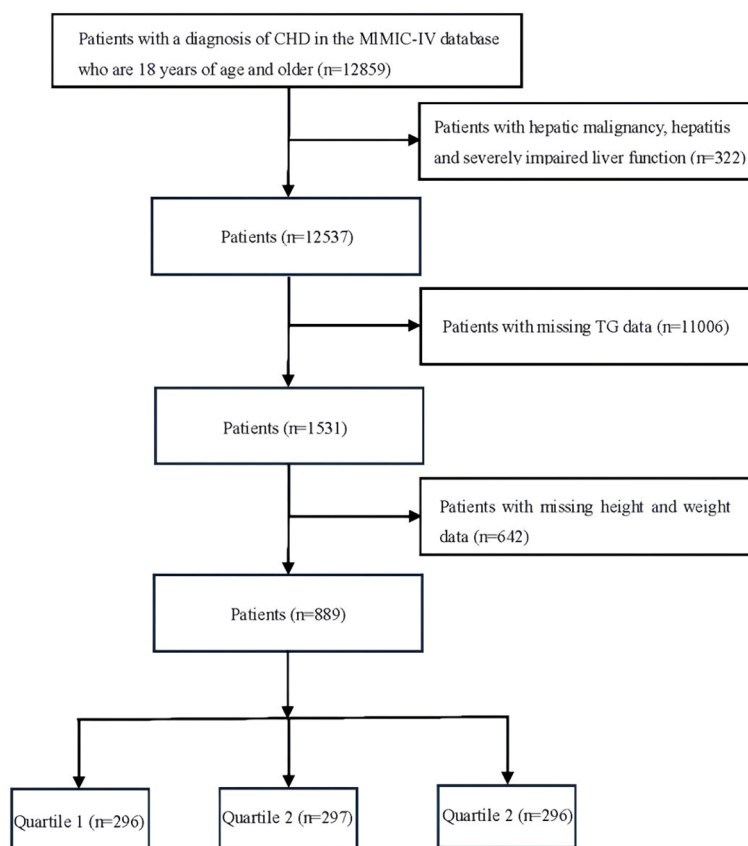 Patients with a diagnosis of CHD in the MIMIC-IV database
who are 18 years of age and older (n=12859)
Patients with hepatic malignancy, hepatitis
and severely impaired liver function (n=322)
Patients (n=12537)
Patients with missing TG data (n=11006)
Patients (n=1531)
Patients with missing height and weight
data (n=642)
Patients (n=889)
Quartile 1 (n=296)
Quartile 2 (n=297)
Quartile 2 (n=296)